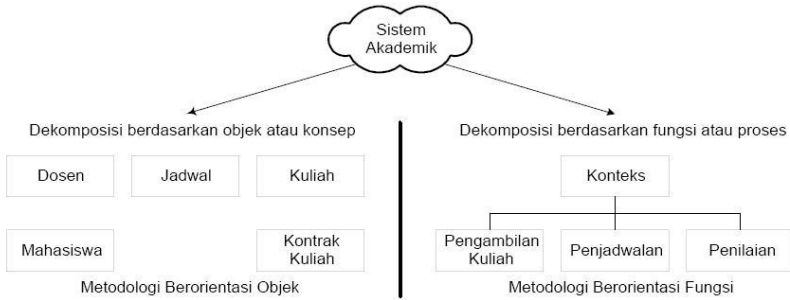 Sistem
Akademik
Dekomposisi berdasarkan objek atau konsep
Dosen
Jadwal
Kuliah
Mahasiswa
Kontrak
Kuliah
Metodologi Berorientasi Objek
Dekomposisi berdasarkan fungsi atau proses
Konteks
Pengambilan
Kuliah
Penjadwalan
Penilaian
Metodologi Berorientasi Fungsi